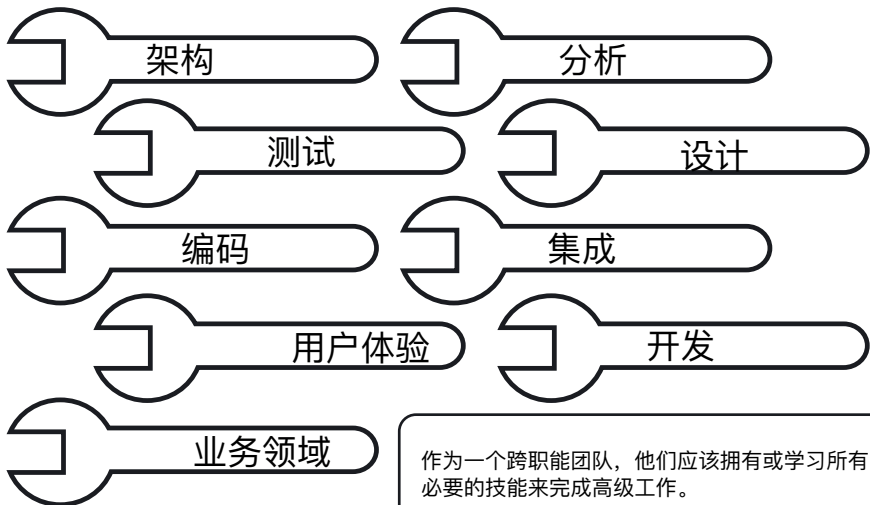 架构
分析
测试
设计
编码
集成
用户体验
开发
业务领域
作为一个跨职能团队，他们应该拥有或学习所有
必要的技能来完成高级工作。